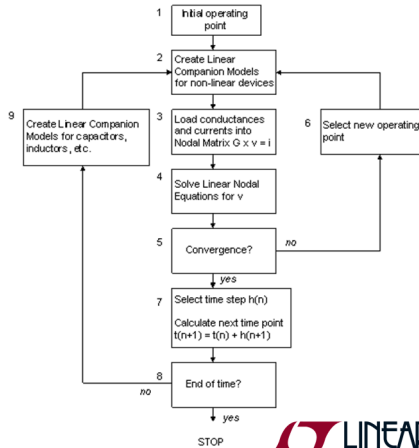 1
Initial operating
point
2
Create Linear
Companion Models
for non-linear devices
9
Create Linear Companion
Models for capacitors,
inductors, etc.
3
Load conductances
and currents into
Nodal Matrix G x v = i
6
Select new operating
point
4
Solve Linear Nodal
Equations for v
5
Convergence?
no
yes
7
Select time step h(n)
Calculate next time point
t(n+1) = t(n) + h(n+1)
8
End of time?
no
yes
STOP
LINEAR